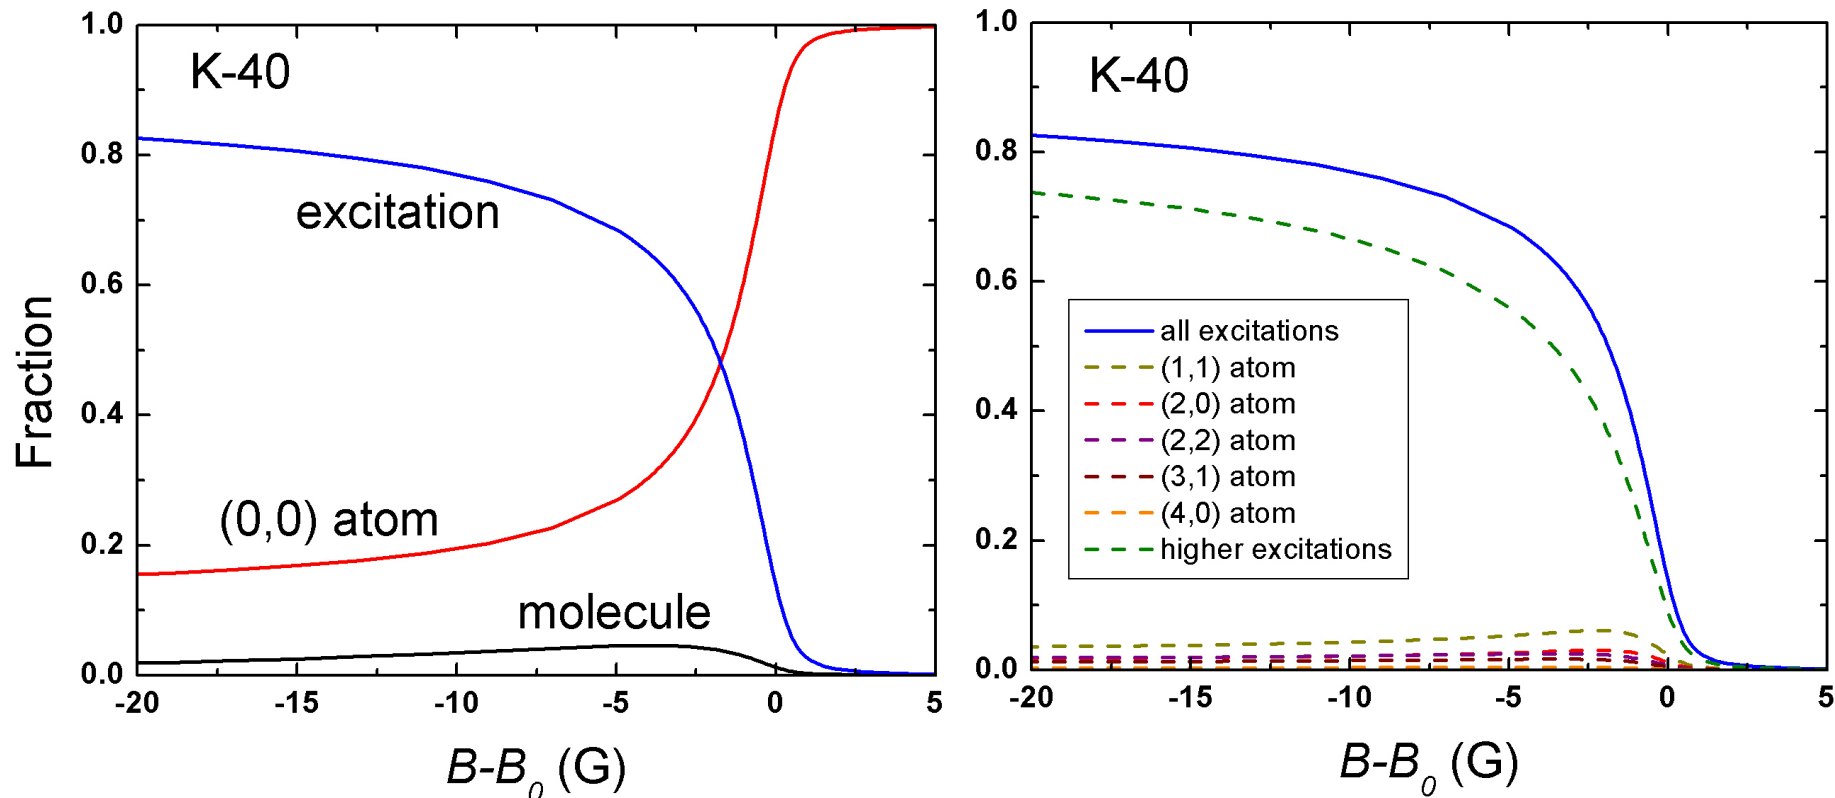 K-40
1.0
0.8
0.6
0.4
0.2
0.0
Fraction
excitation
(0,0) atom
molecule
-20 -15 -10 -5 0 5
B-B0 (G)
K-40
1.0
0.8
0.6
0.4
0.2
0.0
all excitations
(1,1) atom
(2,0) atom
(2,2) atom
(3,1) atom
(4,0) atom
higher excitations
-20 -15 -10 -5 0 5
B-B0 (G)